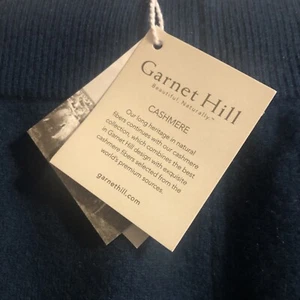 Garnet Hill
Beautiful, Naturally.™
CASHMERE
Our long heritage in natural
fibers continues with our cashmere
collection, which combines the best
in Garnet Hill design with exquisite
cashmere fibers selected from the
world's premium sources.
garnethill.com